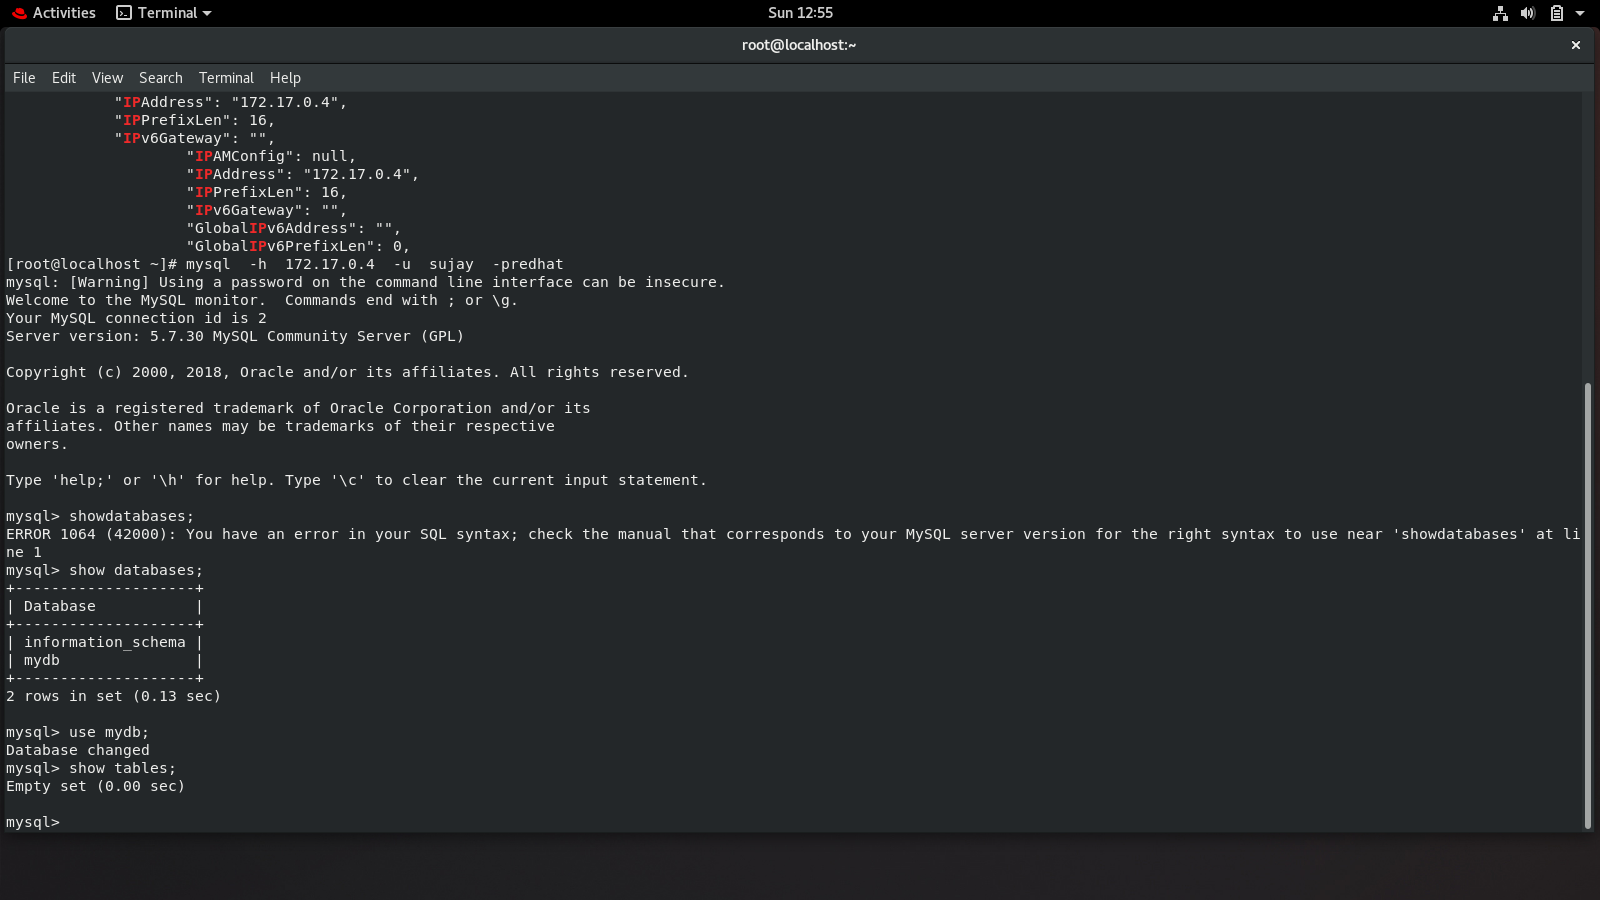 Activities Terminal Sun 12:55
root@localhost:~ ×
File Edit View Search Terminal Help
            "IPAddress": "172.17.0.4",
            "IPPrefixLen": 16,
            "IPv6Gateway": "",
                    "IPAMConfig": null,
                    "IPAddress": "172.17.0.4",
                    "IPPrefixLen": 16,
                    "IPv6Gateway": "",
                    "GlobalIPv6Address": "",
                    "GlobalIPv6PrefixLen": 0,
[root@localhost ~]# mysql  -h  172.17.0.4  -u  sujay  -predhat
mysql: [Warning] Using a password on the command line interface can be insecure.
Welcome to the MySQL monitor.  Commands end with ; or \g.
Your MySQL connection id is 2
Server version: 5.7.30 MySQL Community Server (GPL)

Copyright (c) 2000, 2018, Oracle and/or its affiliates. All rights reserved.

Oracle is a registered trademark of Oracle Corporation and/or its
affiliates. Other names may be trademarks of their respective
owners.

Type 'help;' or '\h' for help. Type '\c' to clear the current input statement.

mysql> showdatabases;
ERROR 1064 (42000): You have an error in your SQL syntax; check the manual that corresponds to your MySQL server version for the right syntax to use near 'showdatabases' at li
ne 1
mysql> show databases;
+--------------------+
| Database           |
+--------------------+
| information_schema |
| mydb               |
+--------------------+
2 rows in set (0.13 sec)

mysql> use mydb;
Database changed
mysql> show tables;
Empty set (0.00 sec)

mysql>